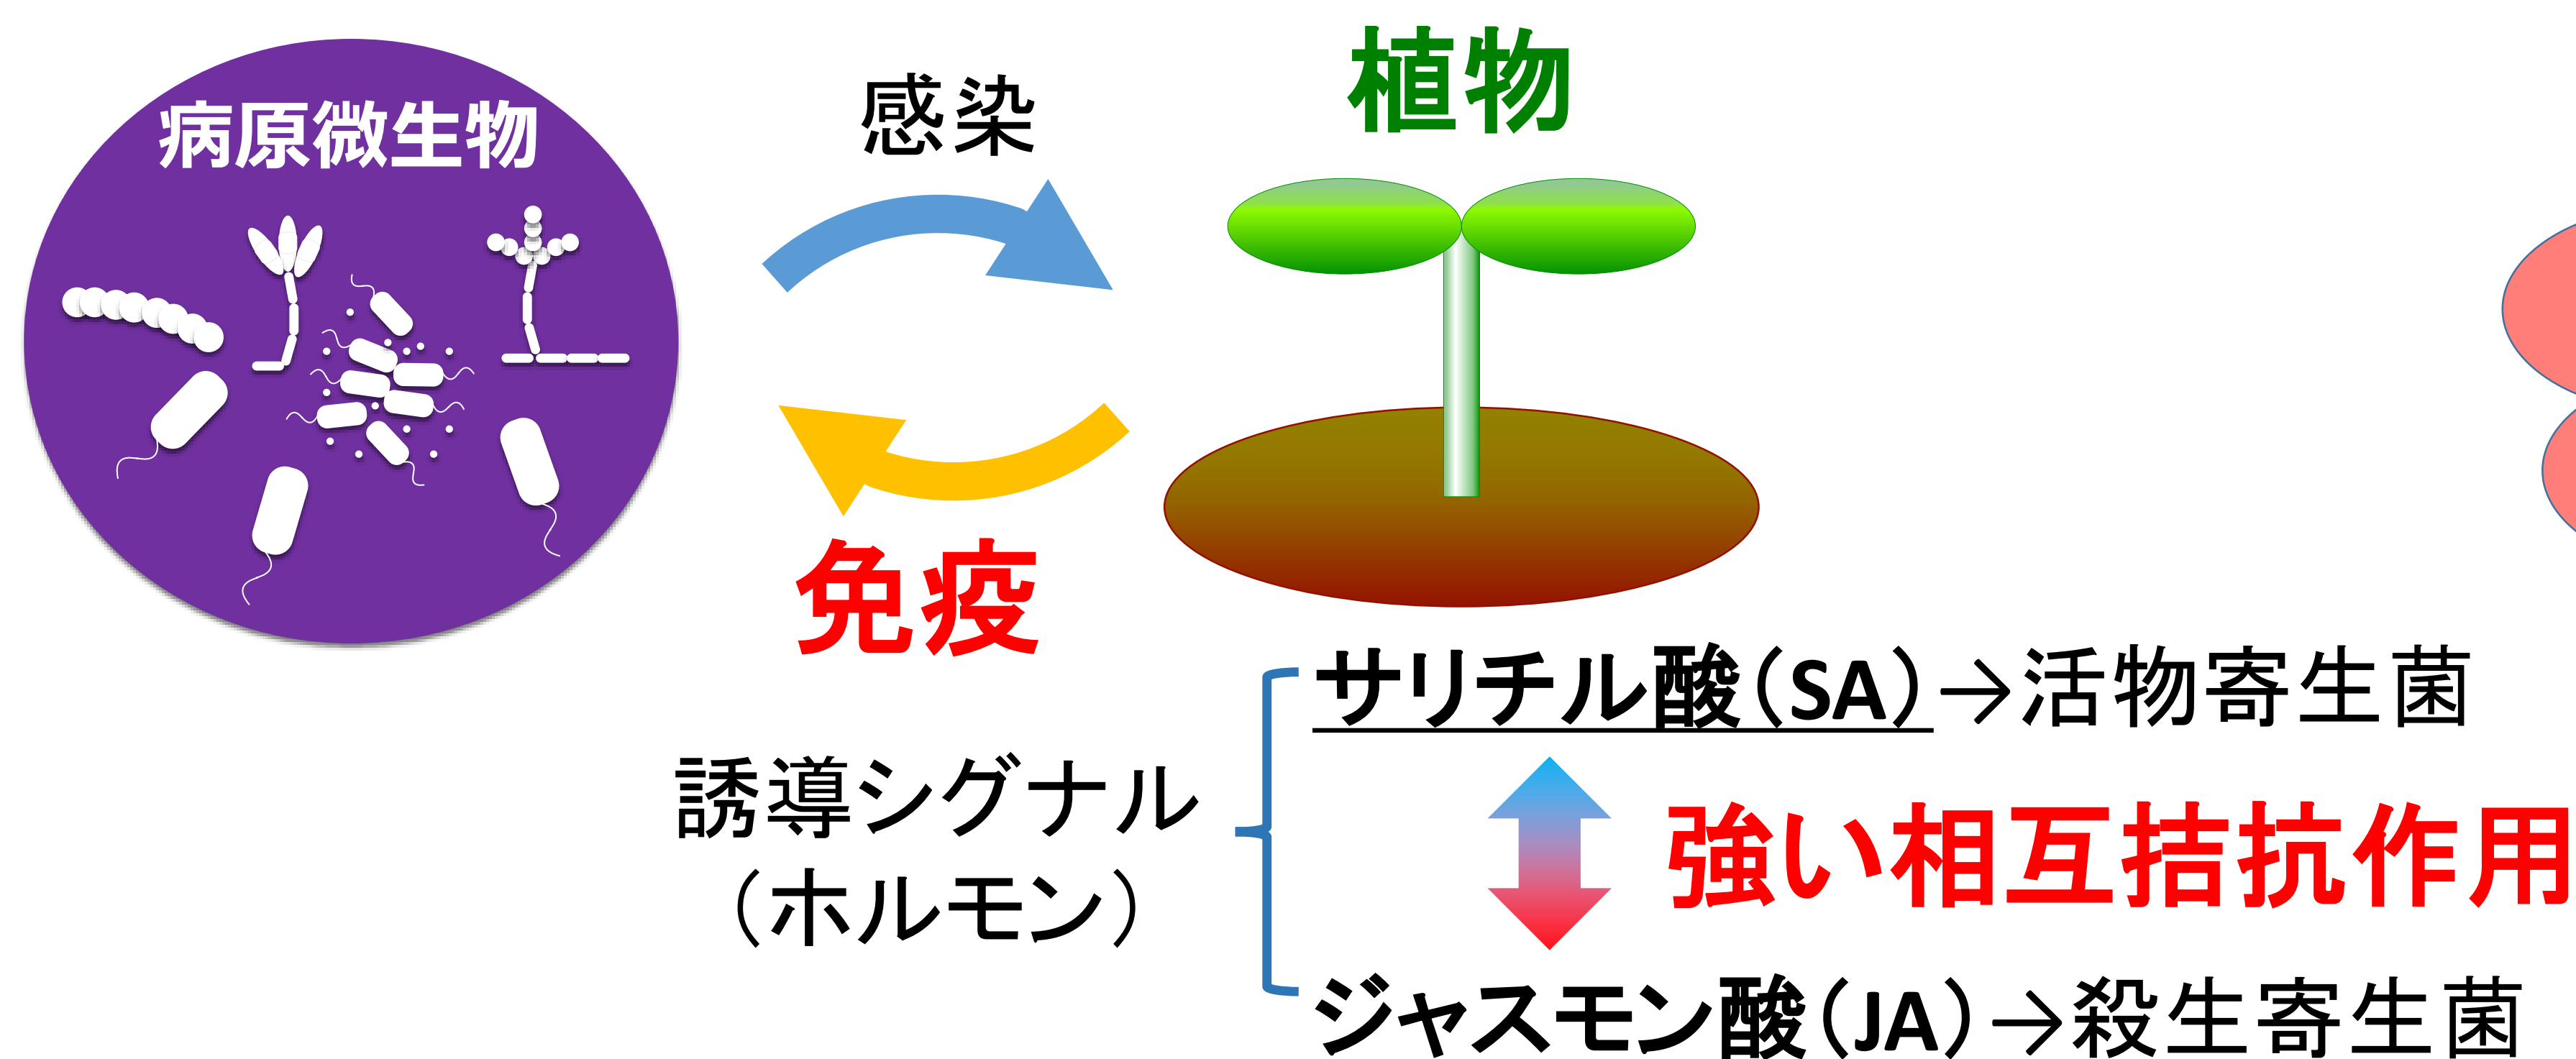 病原微生物
感染
植物
免疫
サリチル酸（SA）→活物寄生菌
誘導シグナル
（ホルモン）
強い相互拮抗作用
ジャスモン酸（JA）→殺生寄生菌